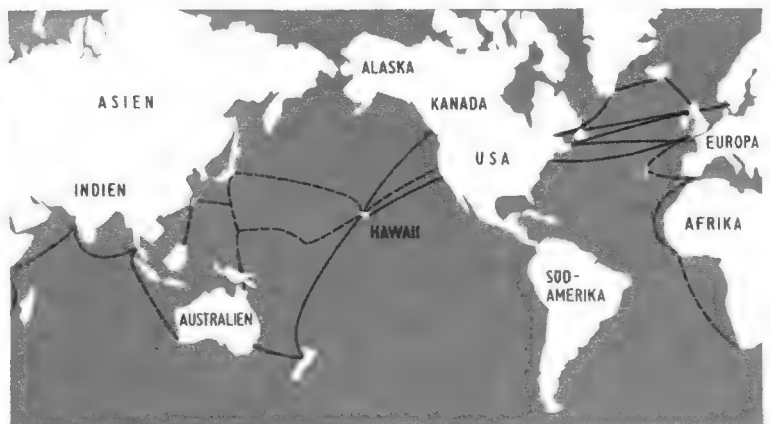 ALASKA
ASIEN
KANADA
USA
EUROPA
INDIEN
AFRIKA
HAWAII
SÜD-
AMERIKA
AUSTRALIEN